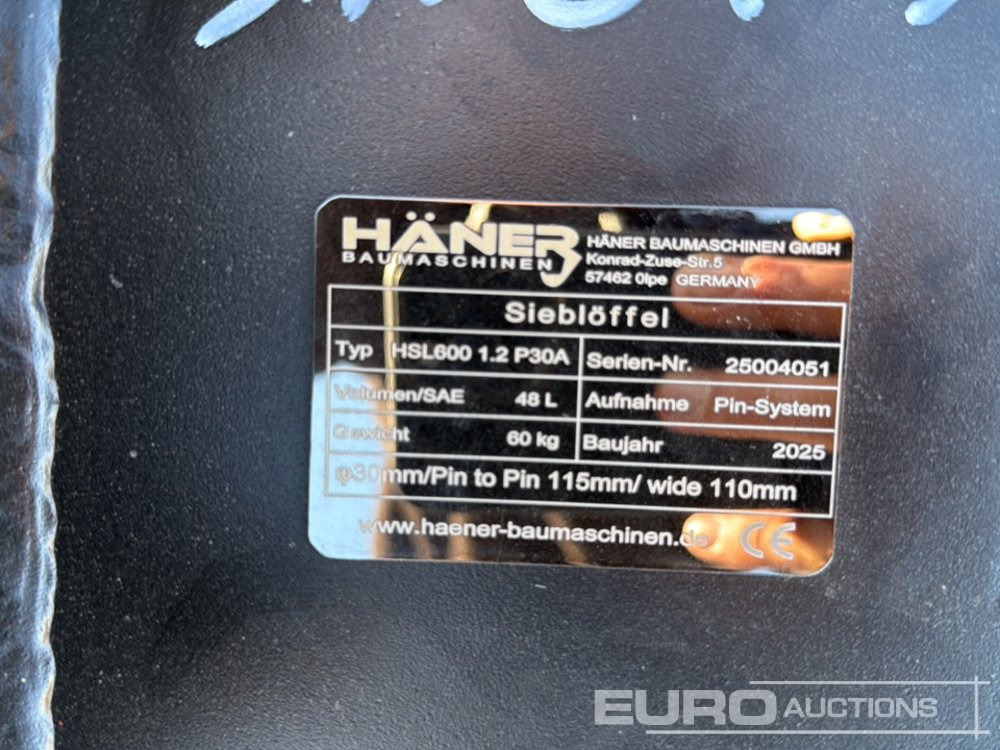 HÄNER
BAUMASCHINEN
HÄNER BAUMASCHINEN GMBH
Konrad-Zuse-Str.5
57462 Olpe GERMANY
Sieblöffel
Typ HSL600 1.2 P30A Serien-Nr. 25004051
Volumen/SAE 48 L Aufnahme Pin-System
Gewicht 60 kg Baujahr 2025
φ30mm/Pin to Pin 115mm/ wide 110mm
www.haener-baumaschinen.de CE
EURO AUCTIONS